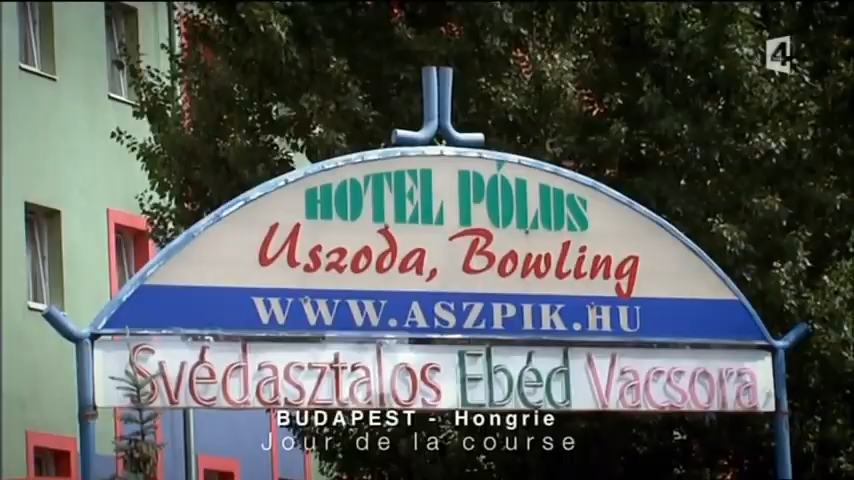 4
HOTEL PÓLUS
Uszoda, Bowling
WWW.ASZPIK.HU
Svédasztalos Ebéd Vacsora
BUDAPEST - Hongrie
Jour de la course